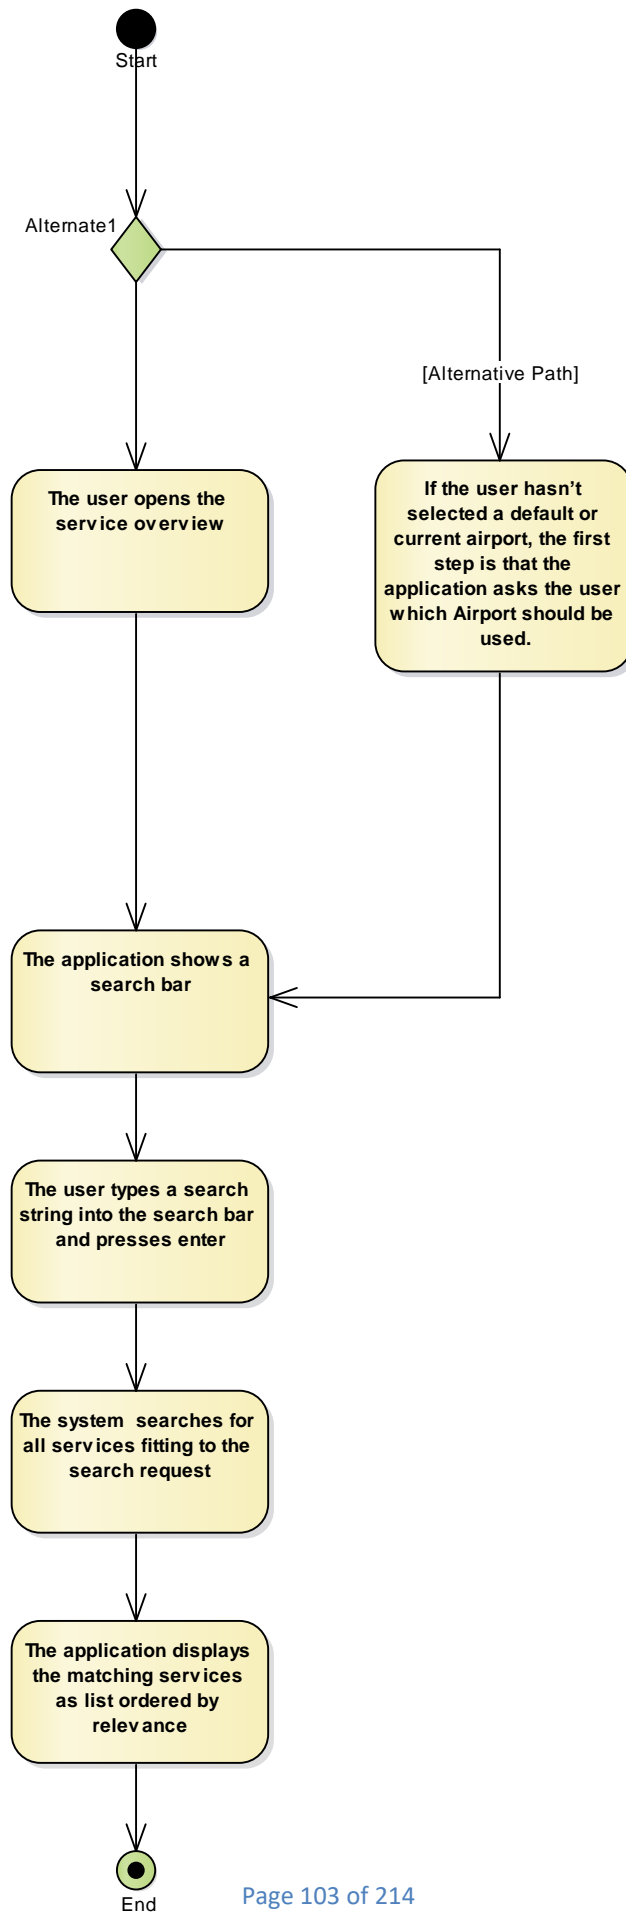 Start
Alternate1
[Alternative Path]
The user opens the
service overview
If the user hasn't
selected a default or
current airport, the first
step is that the
application asks the user
which Airport should be
used.
The application shows a
search bar
The user types a search
string into the search bar
and presses enter
The system searches for
all services fitting to the
search request
The application displays
the matching services
as list ordered by
relevance
End
Page 103 of 214